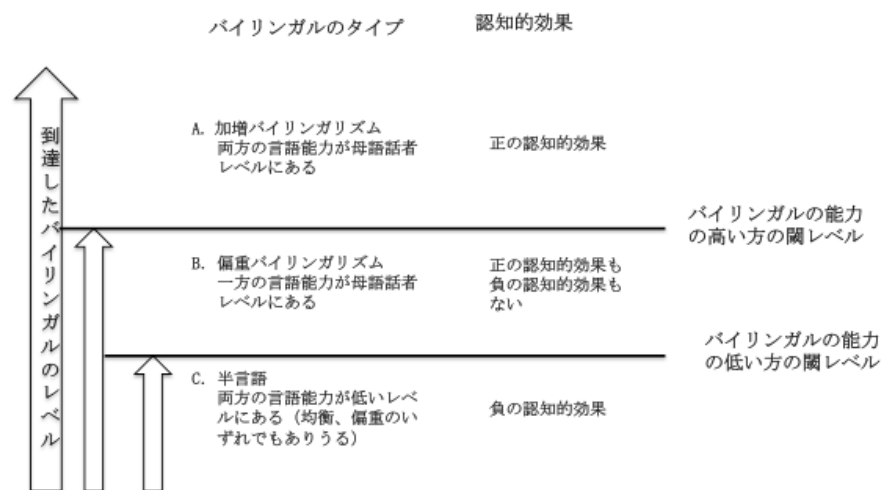 バイリンガルのタイプ
認知的効果
到達したバイリンガルのレベル
A. 加増バイリンガリズム
両方の言語能力が母語話者
レベルにある
正の認知的効果
バイリンガルの能力
の高い方の閾レベル
B. 偏重バイリンガリズム
一方の言語能力が母語話者
レベルにある
正の認知的効果も
負の認知的効果も
ない
バイリンガルの能力
の低い方の閾レベル
C. 半言語
両方の言語能力が低いレベ
ルにある(均衡、偏重のい
ずれでもありうる)
負の認知的効果